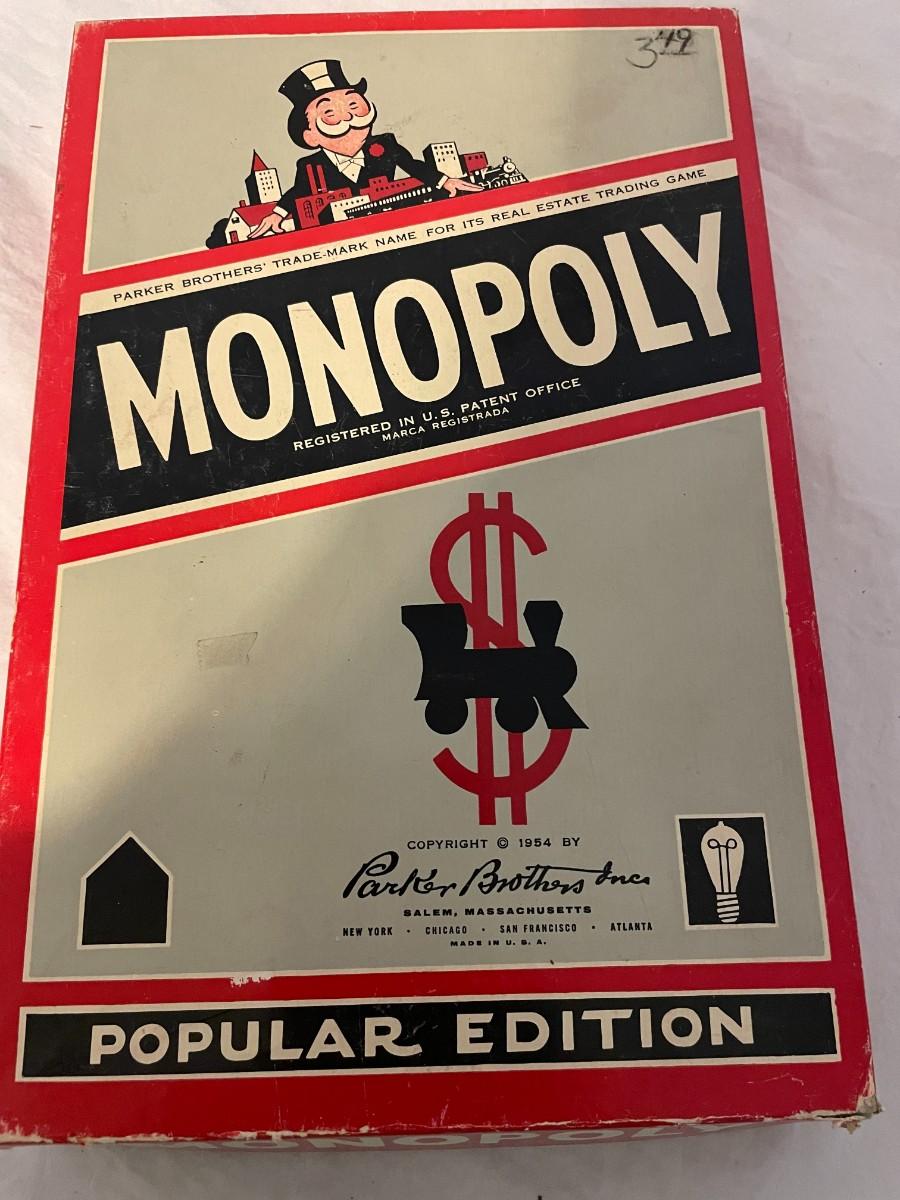 3.49
PARKER BROTHERS' TRADE-MARK NAME FOR ITS REAL ESTATE TRADING GAME
MONOPOLY
REGISTERED IN U.S. PATENT OFFICE
MARCA REGISTRADA
COPYRIGHT © 1954 BY
Parker Brothers Inc.
SALEM, MASSACHUSETTS
NEW YORK • CHICAGO • SAN FRANCISCO • ATLANTA
MADE IN U. S. A.
POPULAR EDITION
MONOPOLY